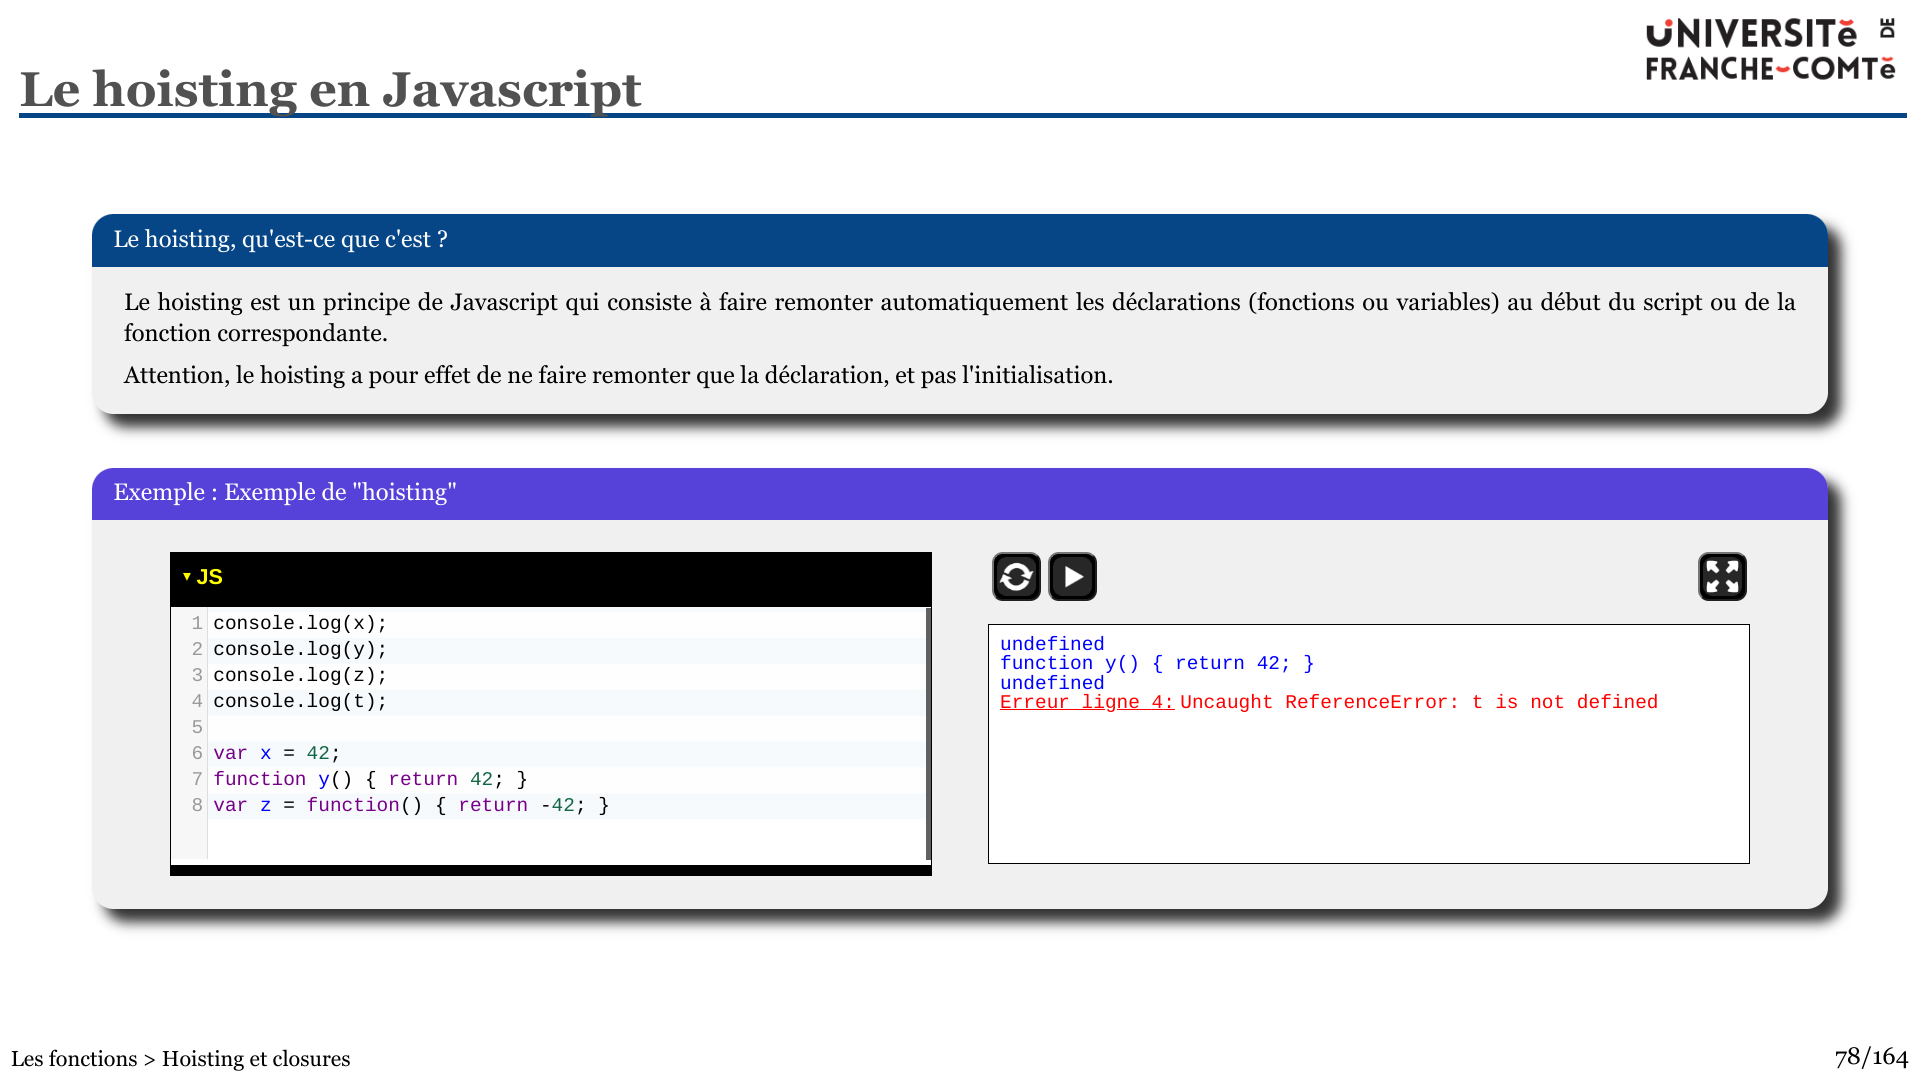 UNIVERSITĕ DE
FRANCHE-COMTĕ
Le hoisting en Javascript
Le hoisting, qu'est-ce que c'est ?
Le hoisting est un principe de Javascript qui consiste à faire remonter automatiquement les déclarations (fonctions ou variables) au début du script ou de la
fonction correspondante.
Attention, le hoisting a pour effet de ne faire remonter que la déclaration, et pas l'initialisation.
Exemple : Exemple de "hoisting"
▾ JS
1 console.log(x);
2 console.log(y);
3 console.log(z);
4 console.log(t);
5
6 var x = 42;
7 function y() { return 42; }
8 var z = function() { return -42; }
undefined
function y() { return 42; }
undefined
Erreur ligne 4: Uncaught ReferenceError: t is not defined
Les fonctions > Hoisting et closures
78/164